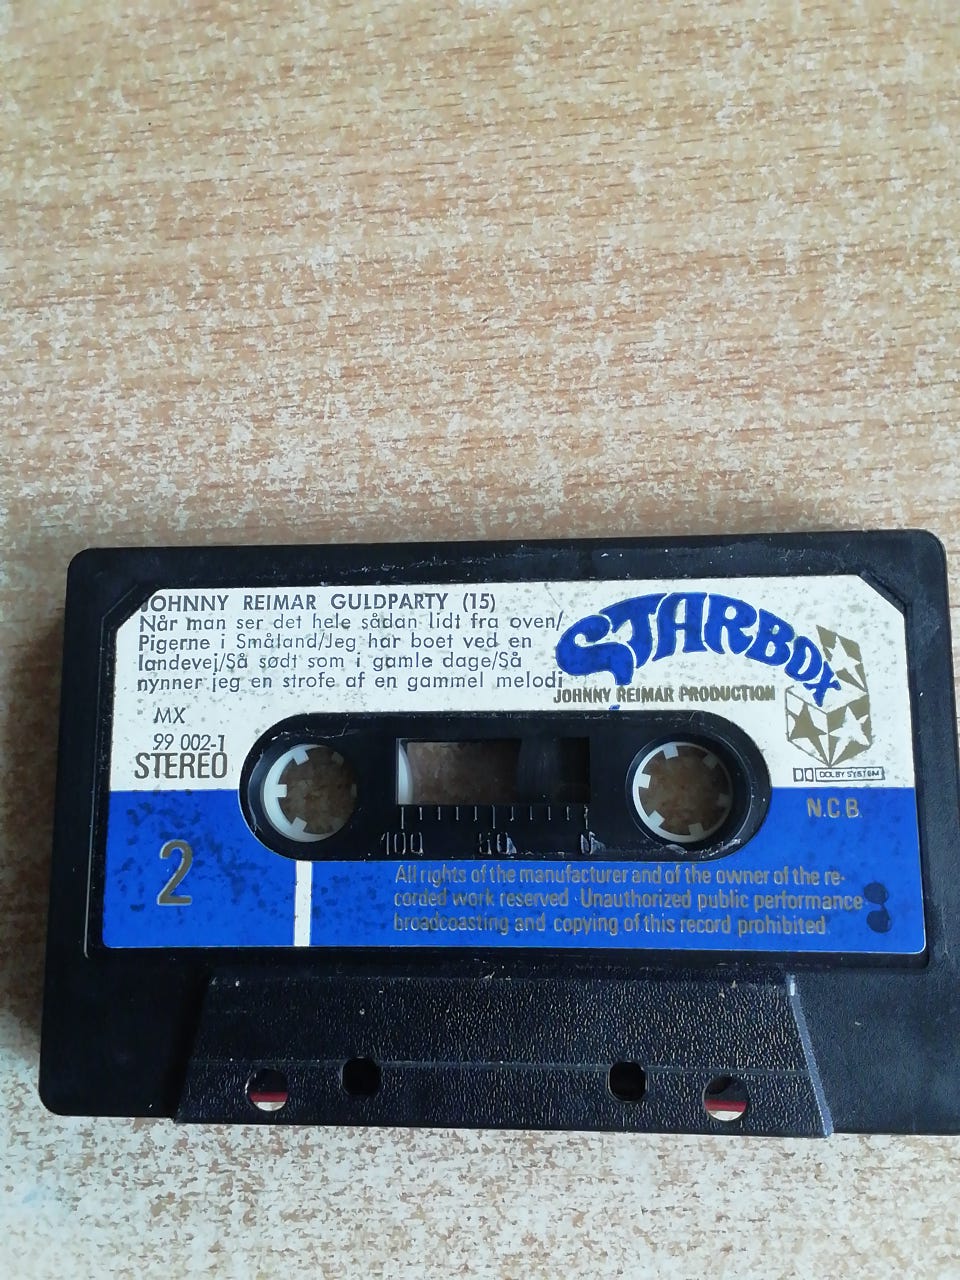 JOHNNY REIMAR GULDPARTY (15)
Når man ser det hele sådan lidt fra oven/
Pigerne i Småland/Jeg har boet ved en
landevej/Så sødt som i gamle dage/Så
nynner jeg en strofe af en gammel melodi
STARBOX
JOHNNY REIMAR PRODUCTION
MX
99 002-1
STEREO
DOLBY SYSTEM
N.C.B.
100 50 0
2
All rights of the manufacturer and of the owner of the re-
corded work reserved · Unauthorized public performance
broadcoasting and copying of this record prohibited.